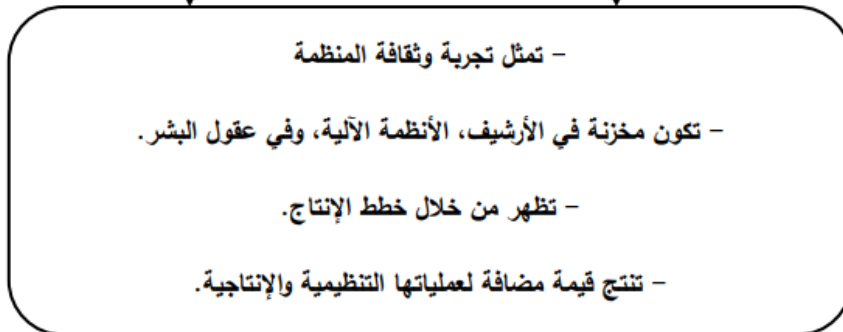 – تمثل تجربة وثقافة المنظمة
– تكون مخزنة في الأرشيف، الأنظمة الآلية، وفي عقول البشر.
– تظهر من خلال خطط الإنتاج.
– تنتج قيمة مضافة لعملياتها التنظيمية والإنتاجية.